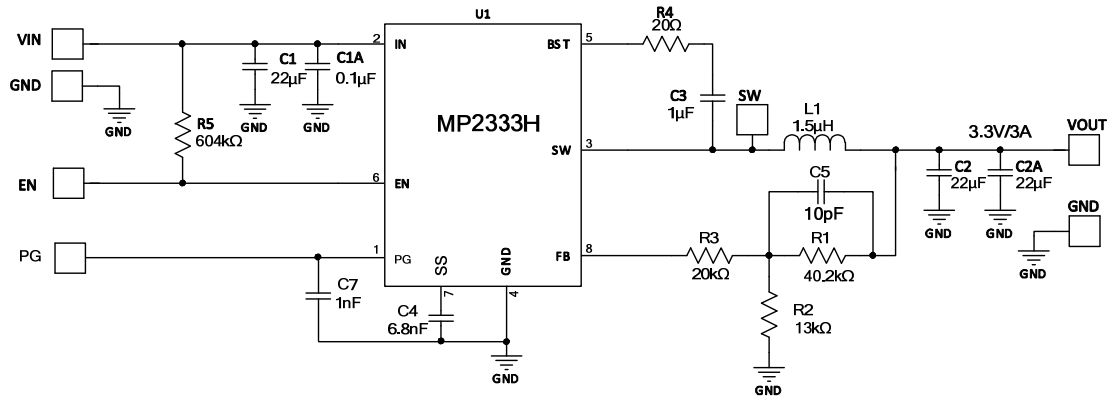 U1
MP2333H
VIN
GND
GND
R5
604kΩ
C1
22µF
GND
C1A
0.1µF
GND
2
IN
EN
6
EN
PG
1
PG
C7
1nF
SS
7
C4
6.8nF
GND
4
GND
BST
5
R4
20Ω
C3
1µF
SW
SW
3
L1
1.5µH
3.3V/3A
VOUT
C2
22µF
GND
C2A
22µF
GND
GND
GND
C5
10pF
FB
8
R3
20kΩ
R1
40.2kΩ
R2
13kΩ
GND